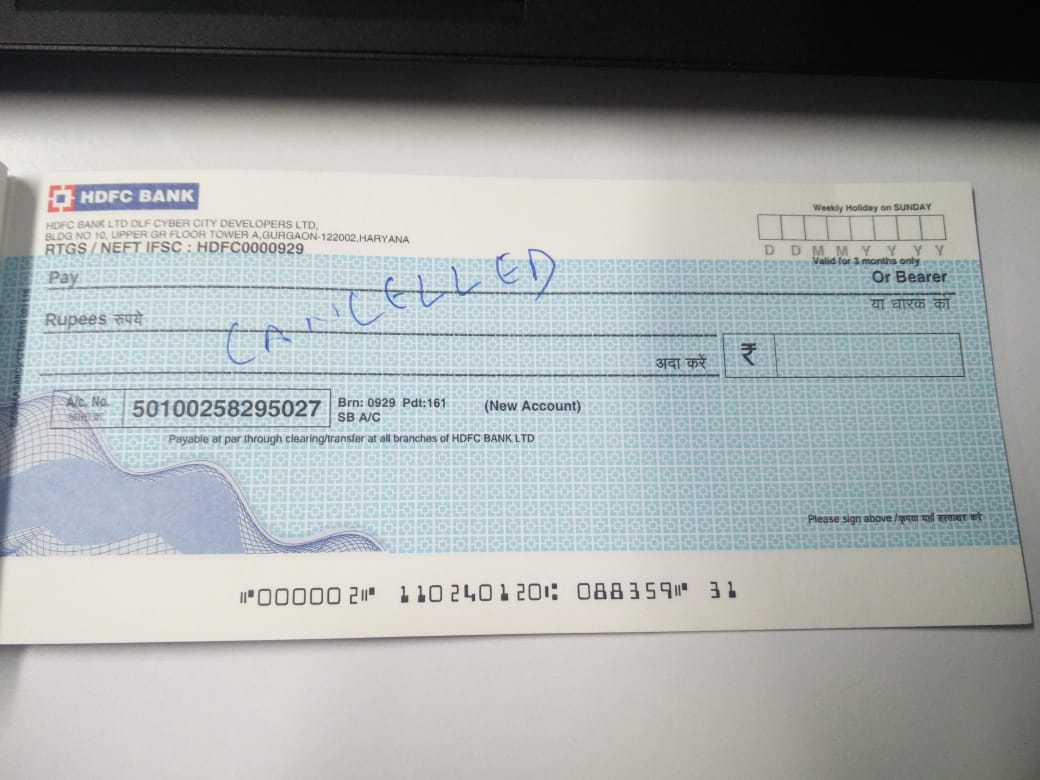 HDFC BANK
HDFC BANK LTD DLF CYBER CITY DEVELOPERS LTD,
BLDG NO 10, UPPER GR FLOOR TOWER A,GURGAON-122002,HARYANA
RTGS / NEFT IFSC : HDFC0000929
Weekly Holiday on SUNDAY
D D M M Y Y Y Y
Valid for 3 months only
Pay
Or Bearer
या धारक को
CANCELLED
Rupees रुपये
अदा करें ₹
A/c. No.
50100258295027
Brn: 0929 Pdt:161
SB A/C
(New Account)
Payable at par through clearing/transfer at all branches of HDFC BANK LTD
Please sign above /कृपया यहाँ हस्ताक्षर करें
⑈000002⑈ 110240120⑆ 088359⑈ 31